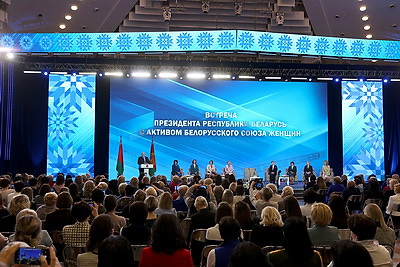 ВСТРЕЧА
ПРЕЗИДЕНТА РЕСПУБЛИКИ БЕЛАРУСЬ
С АКТИВОМ БЕЛОРУССКОГО СОЮЗА ЖЕНЩИН